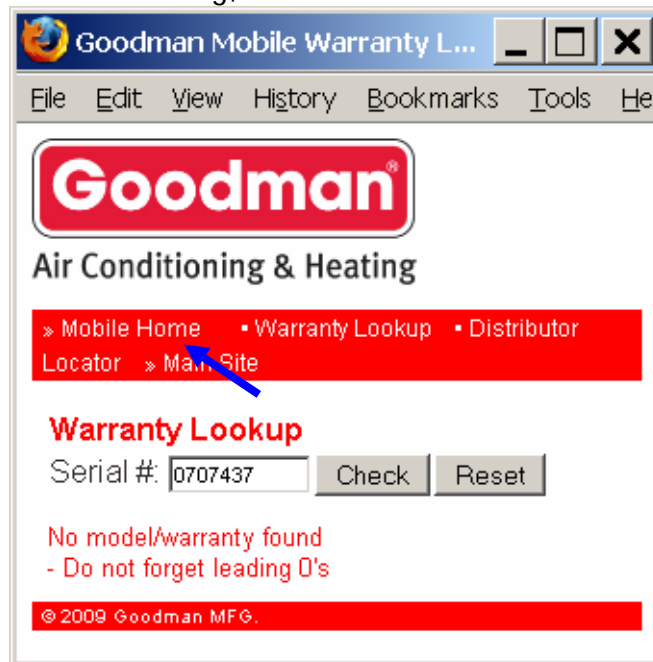 Goodman Mobile Warranty L...
File Edit View History Bookmarks Tools He
Goodman®
Air Conditioning & Heating
» Mobile Home ▪ Warranty Lookup ▪ Distributor
Locator » Main Site
Warranty Lookup
Serial #: 0707437 Check Reset
No model/warranty found
- Do not forget leading 0's
© 2009 Goodman MFG.